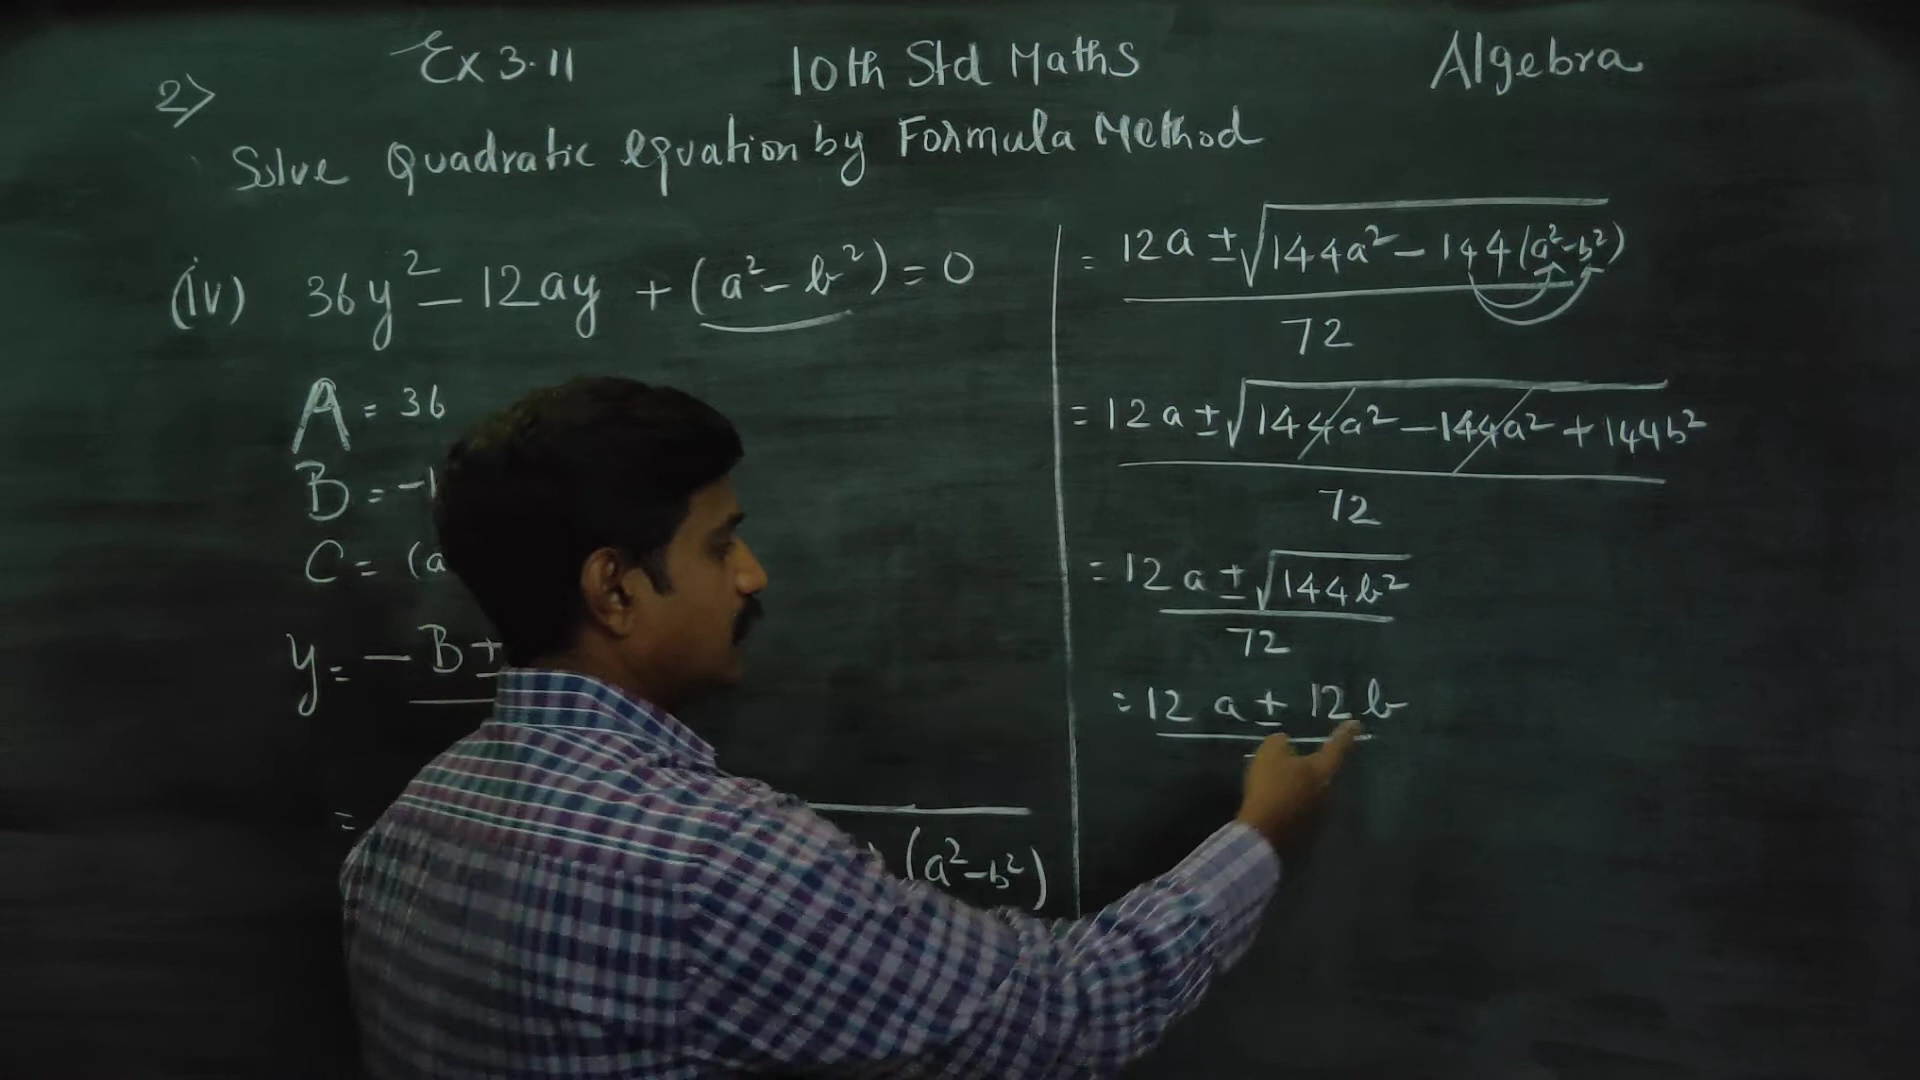 Ex 3.11 10th Std Maths Algebra
2)
Solve Quadratic equation by Formula Method
(iv) 36y² - 12ay + (a² - b²) = 0
A = 36
B = -1
C = (a
y = -B ±
=
(a² - b²)
= 12a ± √144a² - 144(a² - b²)
72
= 12a ± √144a² - 144a² + 144b²
72
= 12a ± √144b²
72
= 12a ± 12b